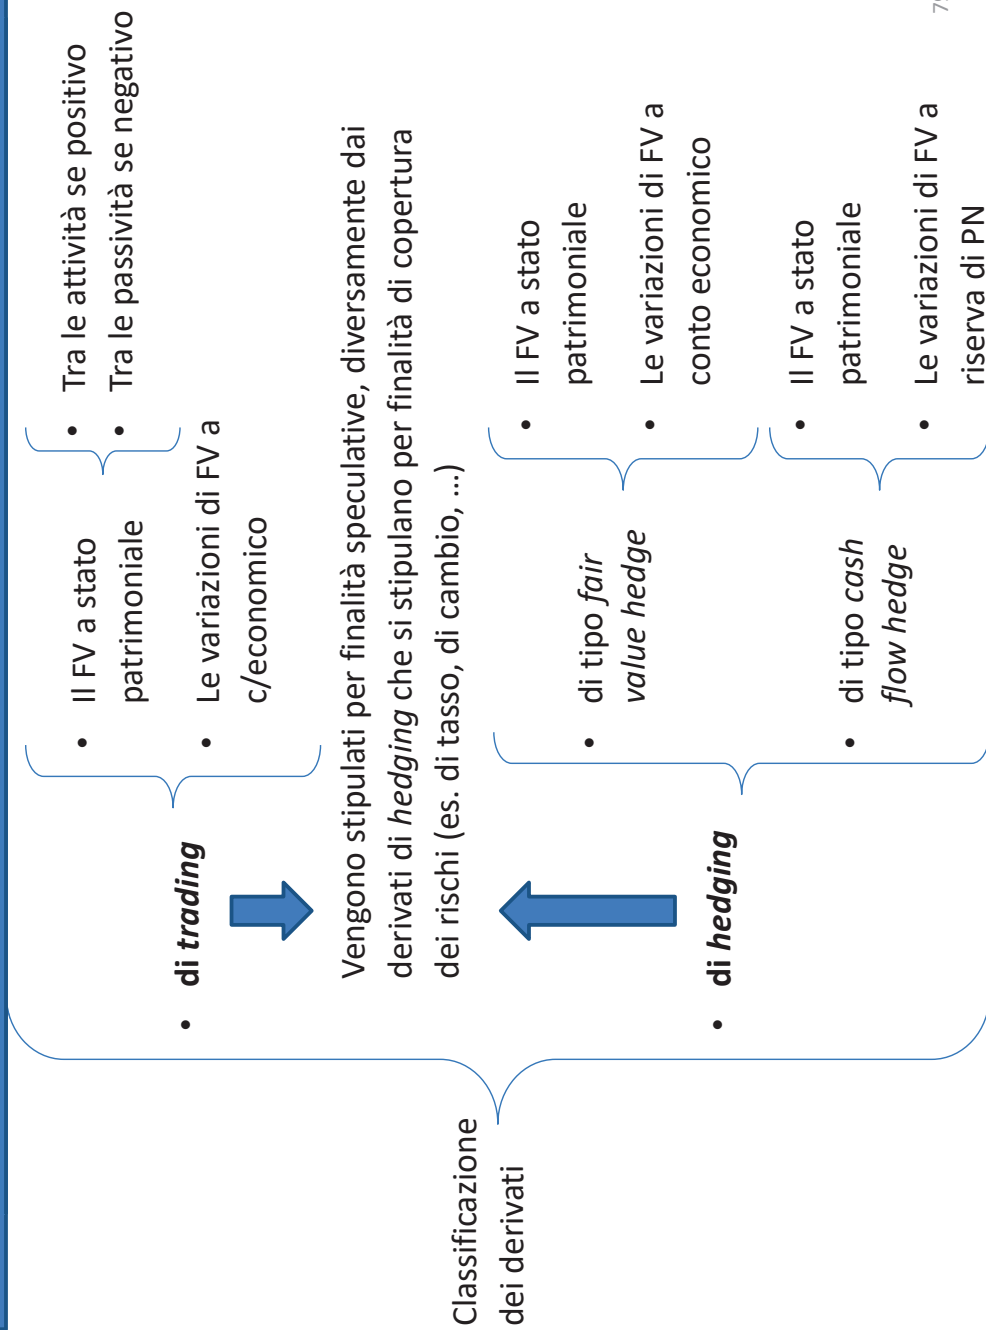 Classificazione
dei derivati
• di trading
• Il FV a stato
patrimoniale
• Tra le attività se positivo
• Tra le passività se negativo
• Le variazioni di FV a
c/economico
Vengono stipulati per finalità speculative, diversamente dai
derivati di hedging che si stipulano per finalità di copertura
dei rischi (es. di tasso, di cambio, ...)
• di hedging
• di tipo fair
value hedge
• Il FV a stato
patrimoniale
• Le variazioni di FV a
conto economico
• di tipo cash
flow hedge
• Il FV a stato
patrimoniale
• Le variazioni di FV a
riserva di PN